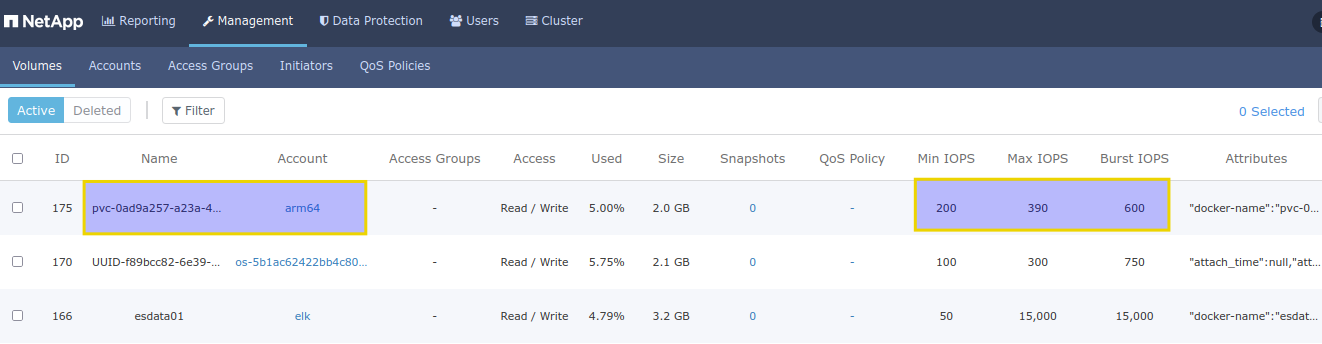 NetApp Reporting Management Data Protection Users Cluster
Volumes Accounts Access Groups Initiators QoS Policies
Active Deleted Filter 0 Selected
ID Name Account Access Groups Access Used Size Snapshots QoS Policy Min IOPS Max IOPS Burst IOPS Attributes
175 pvc-0ad9a257-a23a-4... arm64 - Read / Write 5.00% 2.0 GB 0 - 200 390 600 "docker-name":"pvc-0...
170 UUID-f89bcc82-6e39-... os-5b1ac62422bb4c80... - Read / Write 5.75% 2.1 GB 0 - 100 300 750 "attach_time":null,"att...
166 esdata01 elk - Read / Write 4.79% 3.2 GB 0 - 50 15,000 15,000 "docker-name":"esdat...